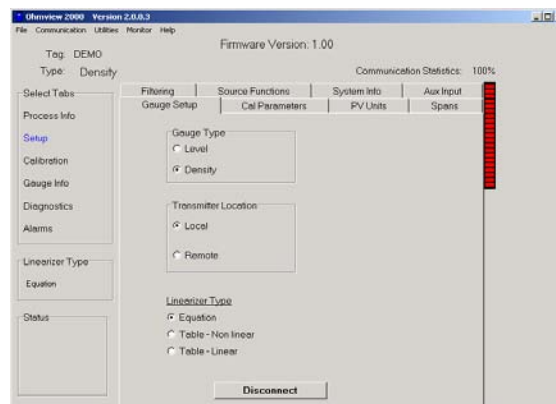 Ohmview 2000 Version 2.0.0.3
File Communication Utilities Monitor Help
Firmware Version: 1.00
Tag: DEMO
Type: Density
Communication Statistics: 100%
Select Tabs
Process Info
Setup
Calibration
Gauge Info
Diagnostics
Alarms
Linearizer Type
Equation
Status
Filtering Source Functions System Info Aux Input
Gauge Setup Cal Parameters PV Units Spans
Gauge Type
Level
Density
Transmitter Location
Local
Remote
Linearizer Type
Equation
Table - Non linear
Table - Linear
Disconnect